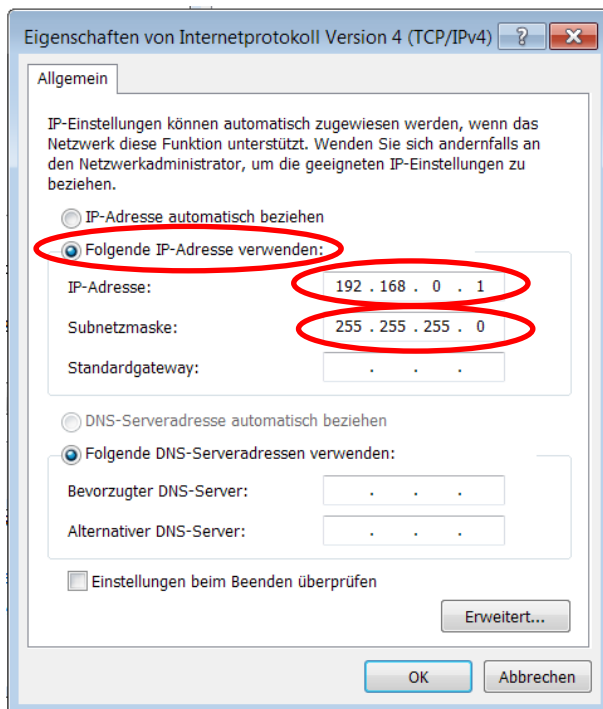 Eigenschaften von Internetprotokoll Version 4 (TCP/IPv4)
Allgemein
IP-Einstellungen können automatisch zugewiesen werden, wenn das
Netzwerk diese Funktion unterstützt. Wenden Sie sich andernfalls an
den Netzwerkadministrator, um die geeigneten IP-Einstellungen zu
beziehen.
IP-Adresse automatisch beziehen
Folgende IP-Adresse verwenden:
IP-Adresse: 192 . 168 . 0 . 1
Subnetzmaske: 255 . 255 . 255 . 0
Standardgateway: . . .
DNS-Serveradresse automatisch beziehen
Folgende DNS-Serveradressen verwenden:
Bevorzugter DNS-Server: . . .
Alternativer DNS-Server: . . .
Einstellungen beim Beenden überprüfen
Erweitert...
OK Abbrechen